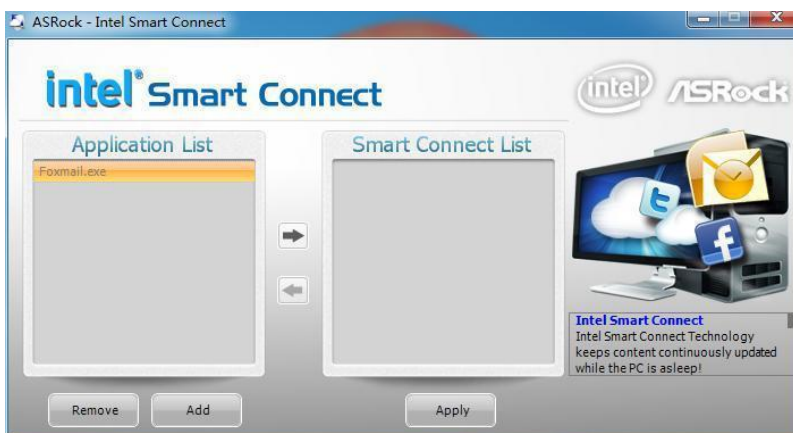 ASRock - Intel Smart Connect
intel® Smart Connect
intel
ASRock
Application List
Smart Connect List
Foxmail.exe
Intel Smart Connect
Intel Smart Connect Technology
keeps content continuously updated
while the PC is asleep!
Remove
Add
Apply